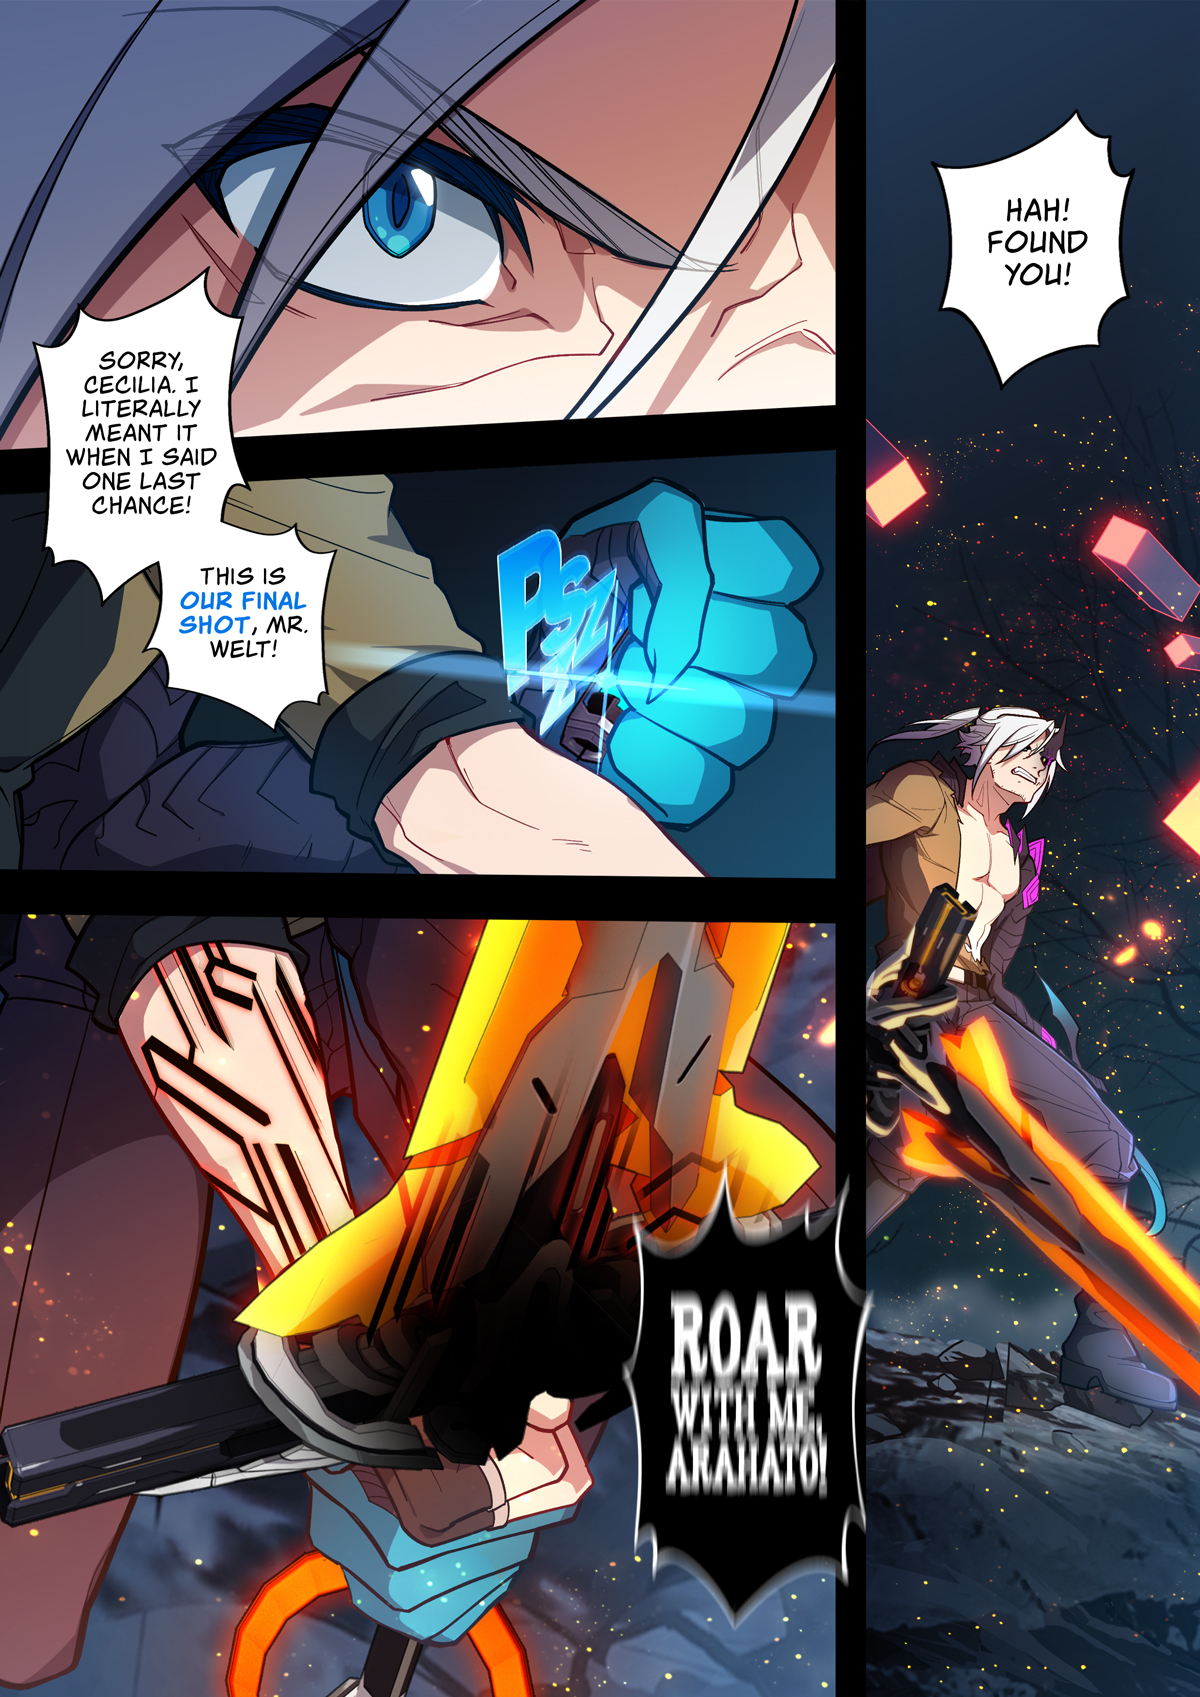 HAH!
FOUND
YOU!
SORRY,
CECILIA. I
LITERALLY
MEANT IT
WHEN I SAID
ONE LAST
CHANCE!
THIS IS
OUR FINAL
SHOT, MR.
WELT!
PSZZ
ROAR
WITH ME,
ARAHATO!